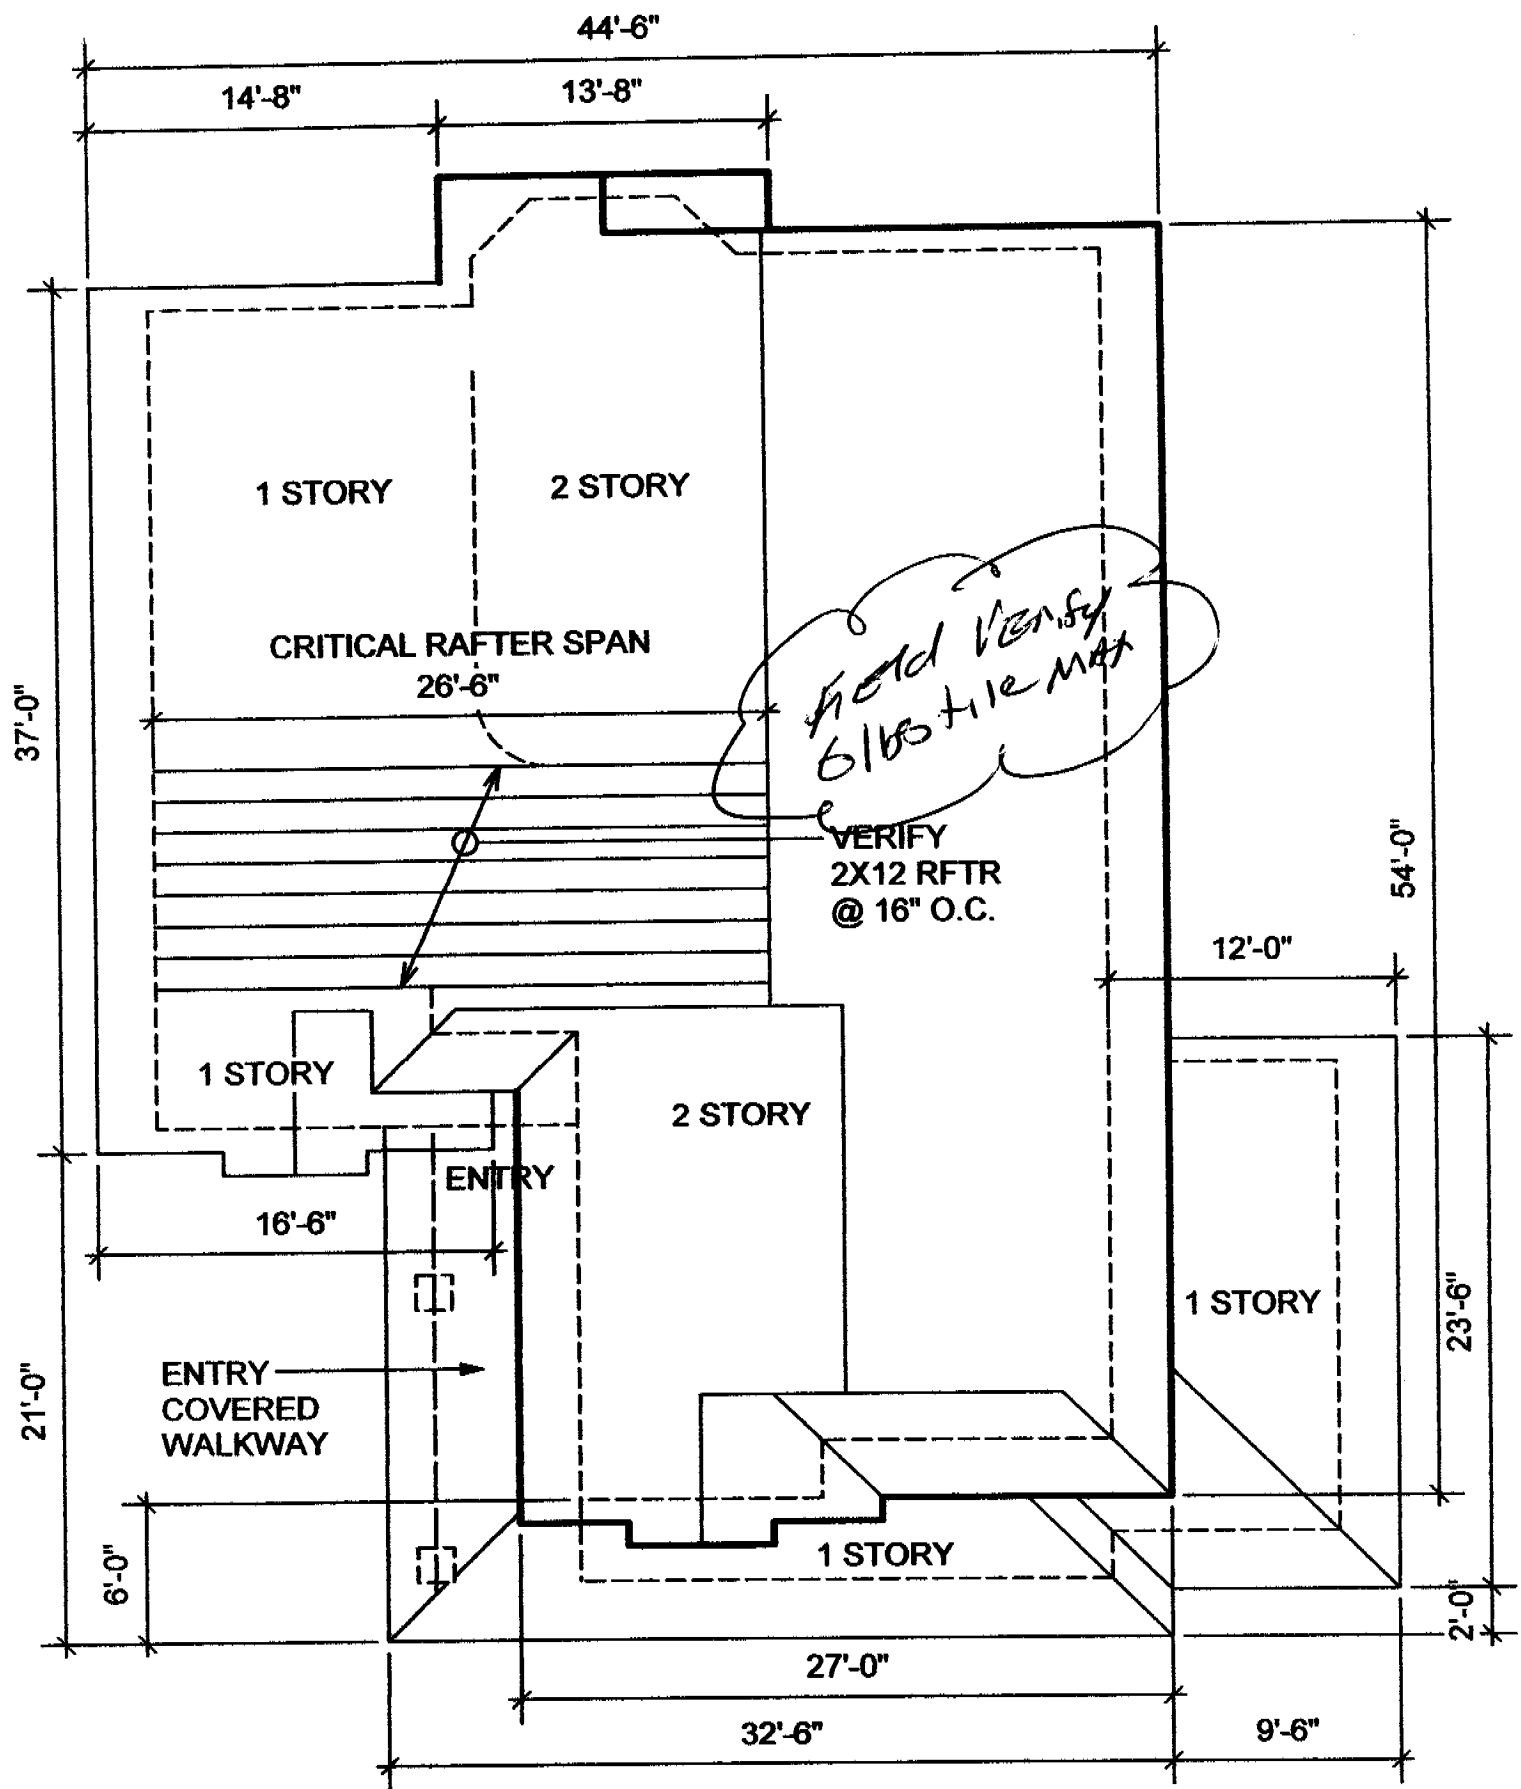 44'-6"
14'-8"
13'-8"
1 STORY
2 STORY
CRITICAL RAFTER SPAN
26'-6"
Field Verify
6 lbs tile MAX
37'-0"
VERIFY
2X12 RFTR
@ 16" O.C.
54'-0"
12'-0"
1 STORY
2 STORY
ENTRY
16'-6"
1 STORY
23'-6"
ENTRY
COVERED
WALKWAY
21'-0"
6'-0"
1 STORY
2'-0"
27'-0"
32'-6"
9'-6"